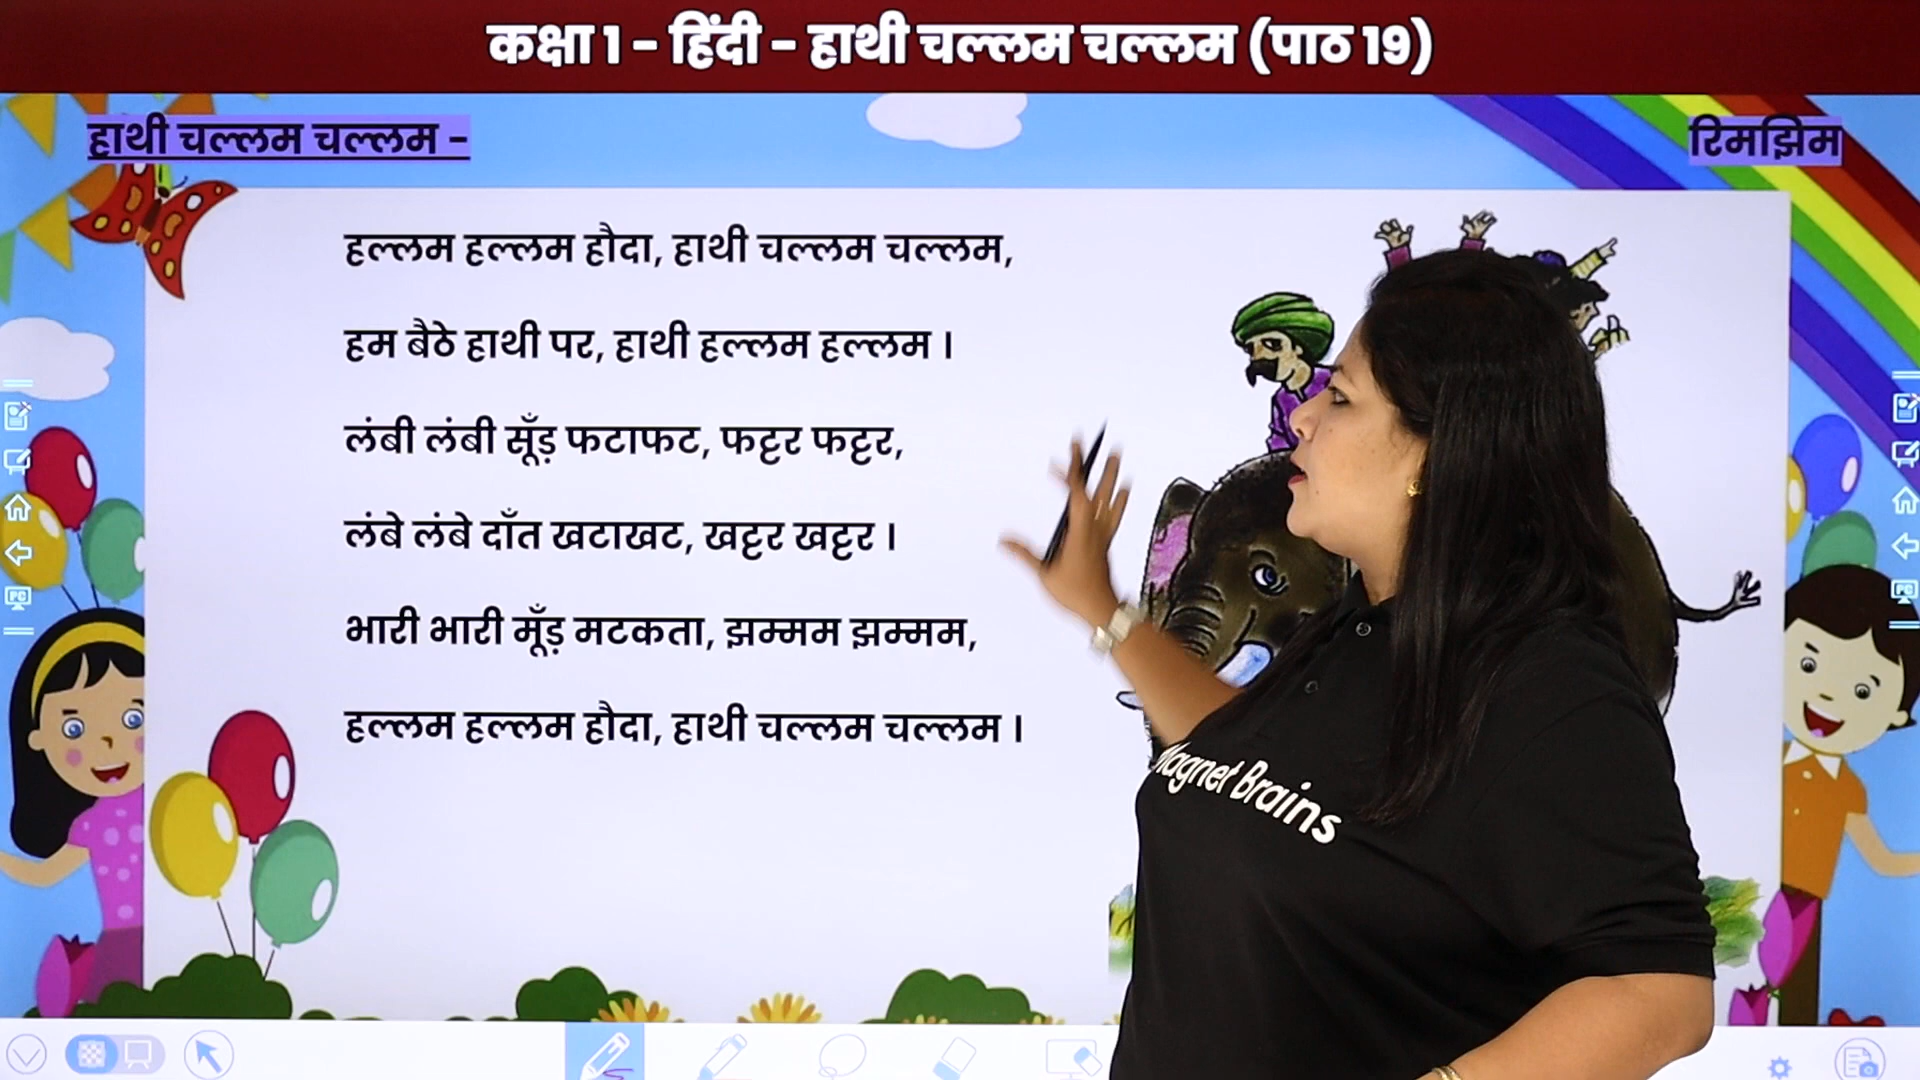 कक्षा 1 - हिंदी - हाथी चल्लम चल्लम (पाठ 19)
हाथी चल्लम चल्लम -
रिमझिम
हल्लम हल्लम हौदा, हाथी चल्लम चल्लम,
हम बैठे हाथी पर, हाथी हल्लम हल्लम ।
लंबी लंबी सूँड़ फटाफट, फट्टर फट्टर,
लंबे लंबे दाँत खटाखट, खट्टर खट्टर ।
भारी भारी मूँड़ मटकता, झम्मम झम्मम,
हल्लम हल्लम हौदा, हाथी चल्लम चल्लम ।
Magnet Brains
PC
PC